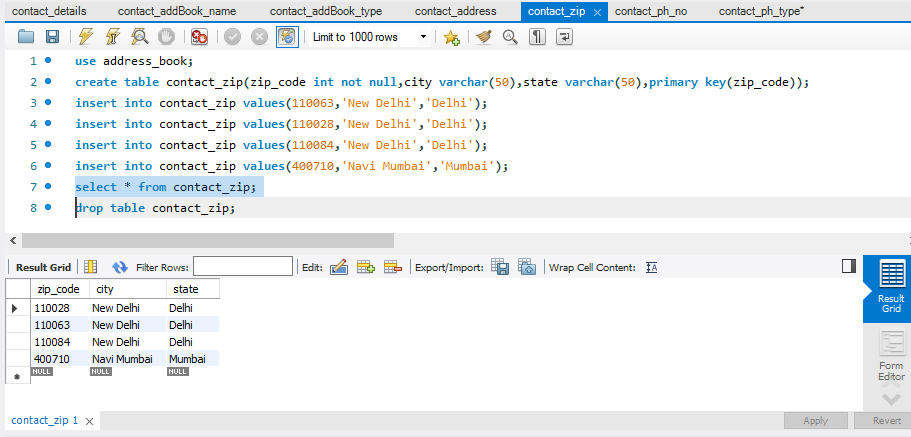 contact_details contact_addBook_name contact_addBook_type contact_address contact_zip × contact_ph_no contact_ph_type*
Limit to 1000 rows
1 use address_book;
2 create table contact_zip(zip_code int not null,city varchar(50),state varchar(50),primary key(zip_code));
3 insert into contact_zip values(110063,'New Delhi','Delhi');
4 insert into contact_zip values(110028,'New Delhi','Delhi');
5 insert into contact_zip values(110084,'New Delhi','Delhi');
6 insert into contact_zip values(400710,'Navi Mumbai','Mumbai');
7 select * from contact_zip;
8 drop table contact_zip;
Result Grid Filter Rows: Edit: Export/Import: Wrap Cell Content: IA
zip_code city state
110028 New Delhi Delhi
110063 New Delhi Delhi
110084 New Delhi Delhi
400710 Navi Mumbai Mumbai
NULL NULL NULL
Result
Grid
Form
Editor
contact_zip 1 × Apply Revert